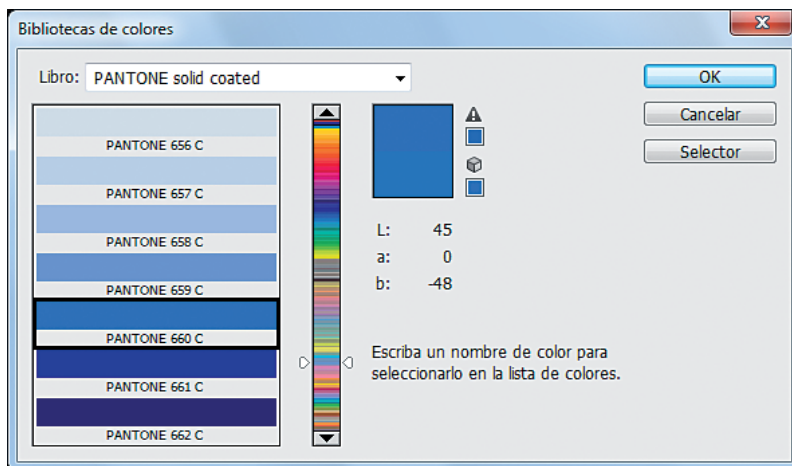 Bibliotecas de colores
Libro: PANTONE solid coated
PANTONE 656 C
PANTONE 657 C
PANTONE 658 C
PANTONE 659 C
PANTONE 660 C
PANTONE 661 C
PANTONE 662 C
L: 45
a: 0
b: -48
Escriba un nombre de color para
seleccionarlo en la lista de colores.
OK
Cancelar
Selector